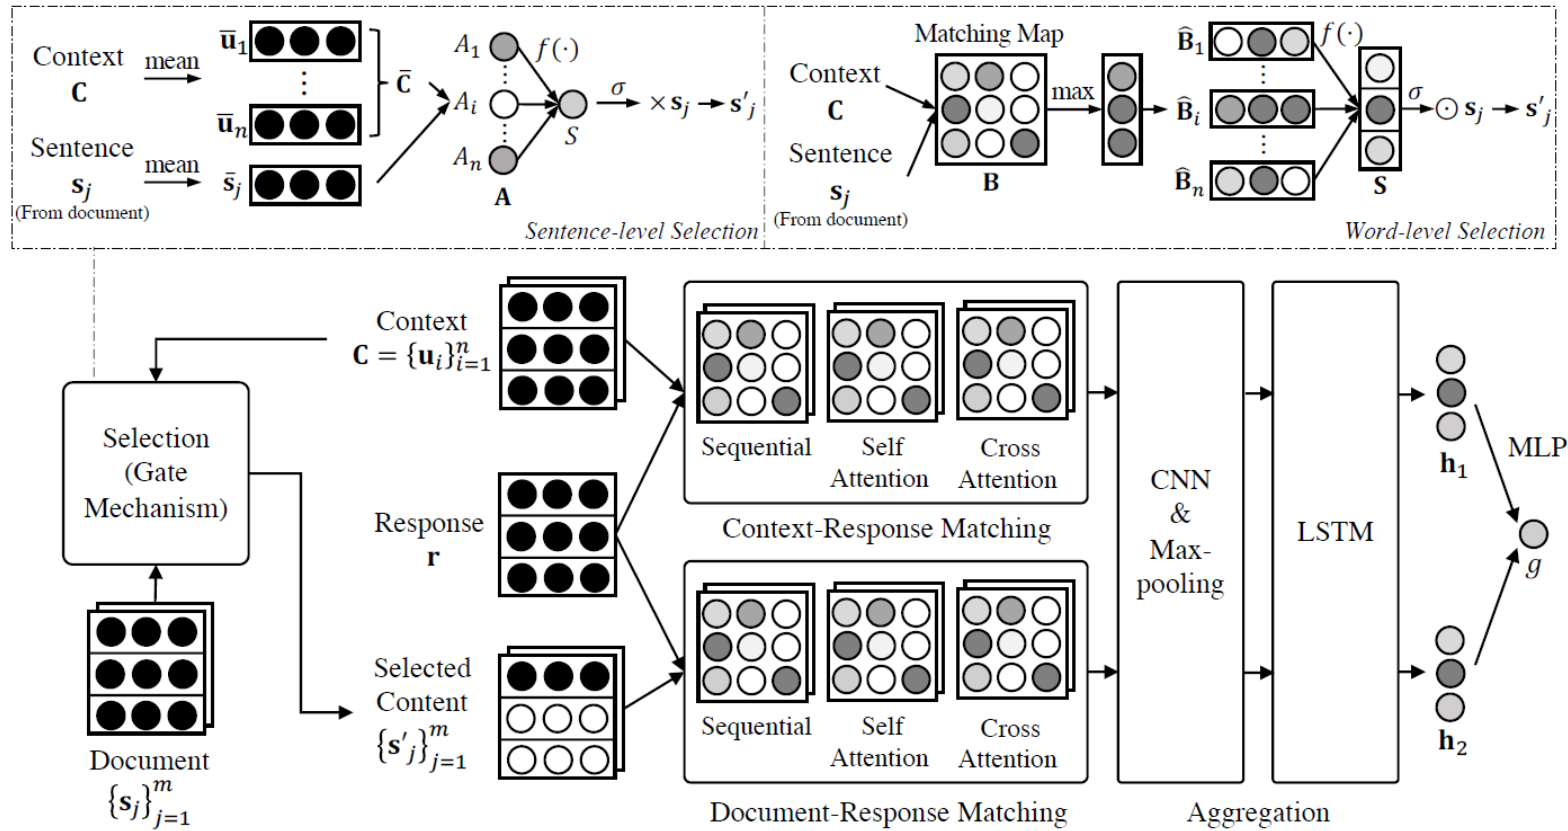 Context
C
mean
ū₁
⋮
ūₙ
C̄
Sentence
sⱼ
(From document)
mean
s̄ⱼ
A₁
⋮
Aᵢ
⋮
Aₙ
A
f(·)
S
σ
× sⱼ → s′ⱼ
Sentence-level Selection
Context
C
Sentence
sⱼ
(From document)
Matching Map
B
max
B̂₁
⋮
B̂ᵢ
⋮
B̂ₙ
f(·)
S
σ
⊙ sⱼ → s′ⱼ
Word-level Selection
Selection
(Gate
Mechanism)
Document
{sⱼ}ᵐⱼ₌₁
Context
C = {uᵢ}ⁿᵢ₌₁
Response
r
Selected
Content
{s′ⱼ}ᵐⱼ₌₁
Sequential
Self
Attention
Cross
Attention
Context-Response Matching
Sequential
Self
Attention
Cross
Attention
Document-Response Matching
CNN
&
Max-
pooling
LSTM
Aggregation
h₁
MLP
g
h₂